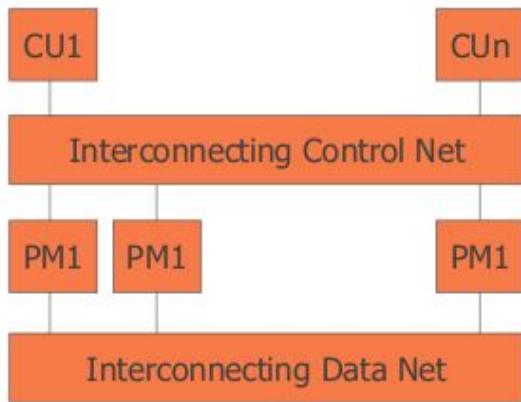 CU1
CUn
Interconnecting Control Net
PM1
PM1
PM1
Interconnecting Data Net